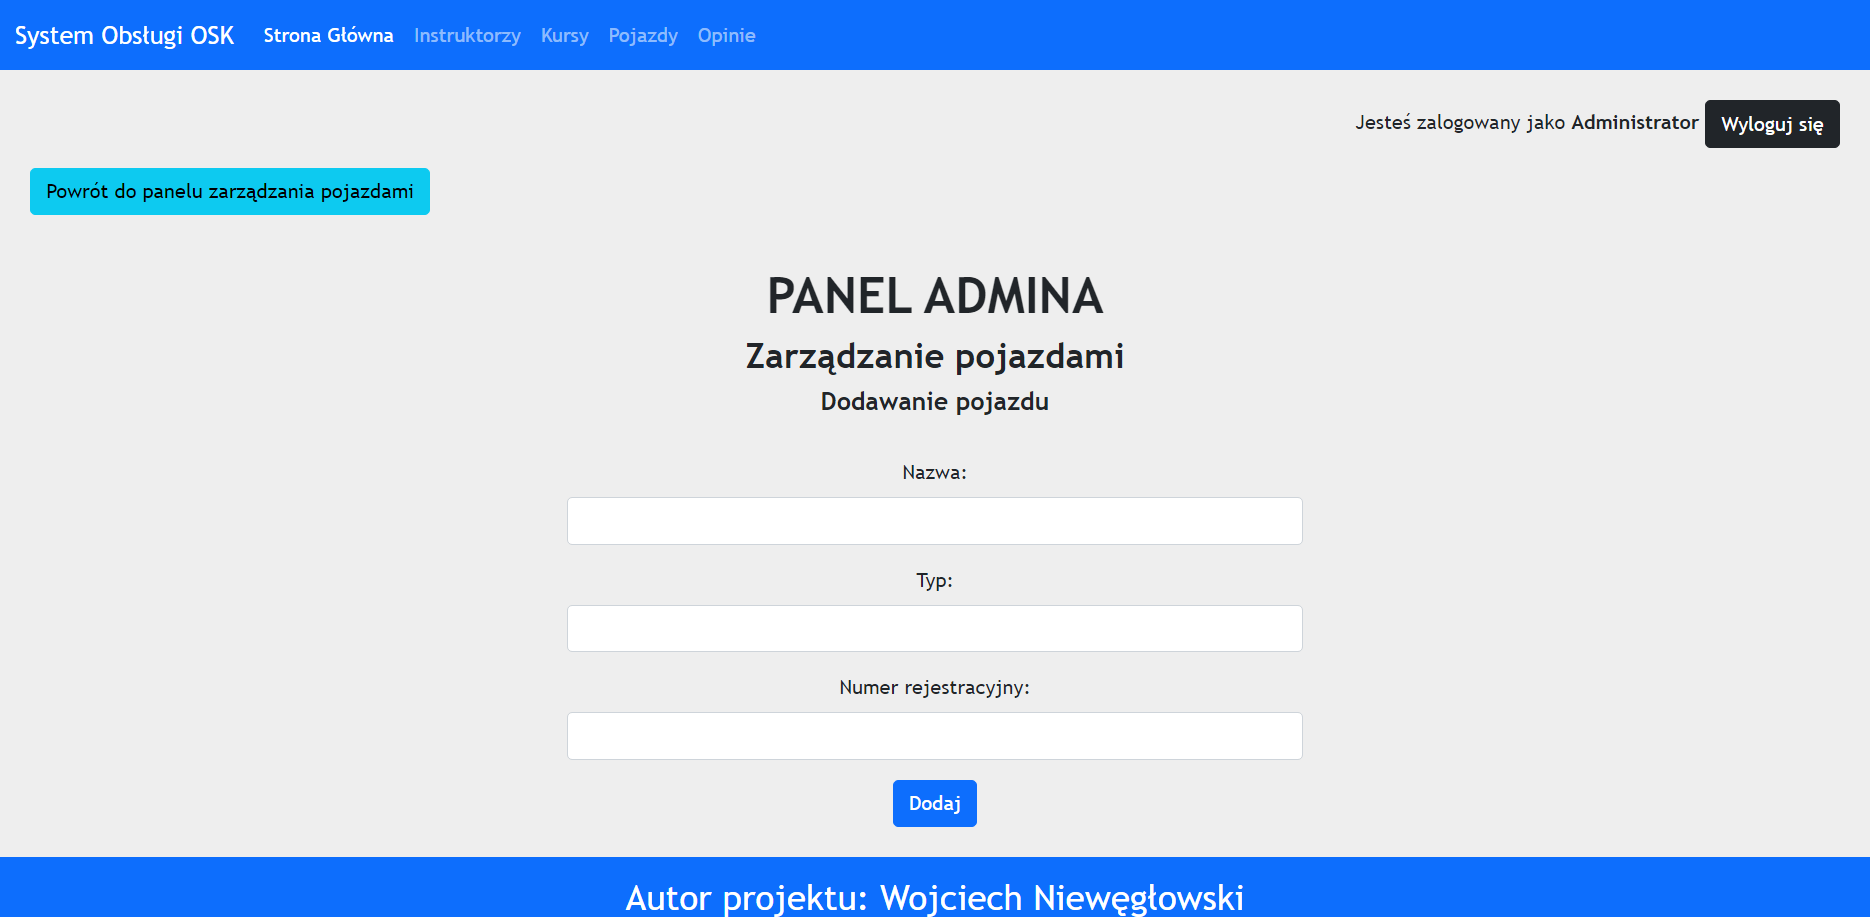 System Obsługi OSK Strona Główna Instruktorzy Kursy Pojazdy Opinie
Jesteś zalogowany jako Administrator Wyloguj się
Powrót do panelu zarządzania pojazdami
PANEL ADMINA
Zarządzanie pojazdami
Dodawanie pojazdu
Nazwa:
Typ:
Numer rejestracyjny:
Dodaj
Autor projektu: Wojciech Niewęgłowski